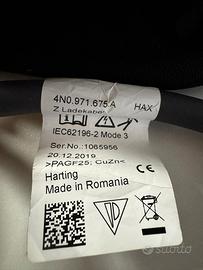 4N0.971.675.A HAX
Z Ladekabel
IEC62196-2 Mode 3
Ser.No.: 1065956
20.12.2019
>PAGF25; CuZn<
Harting
Made in Romania
CE
subito